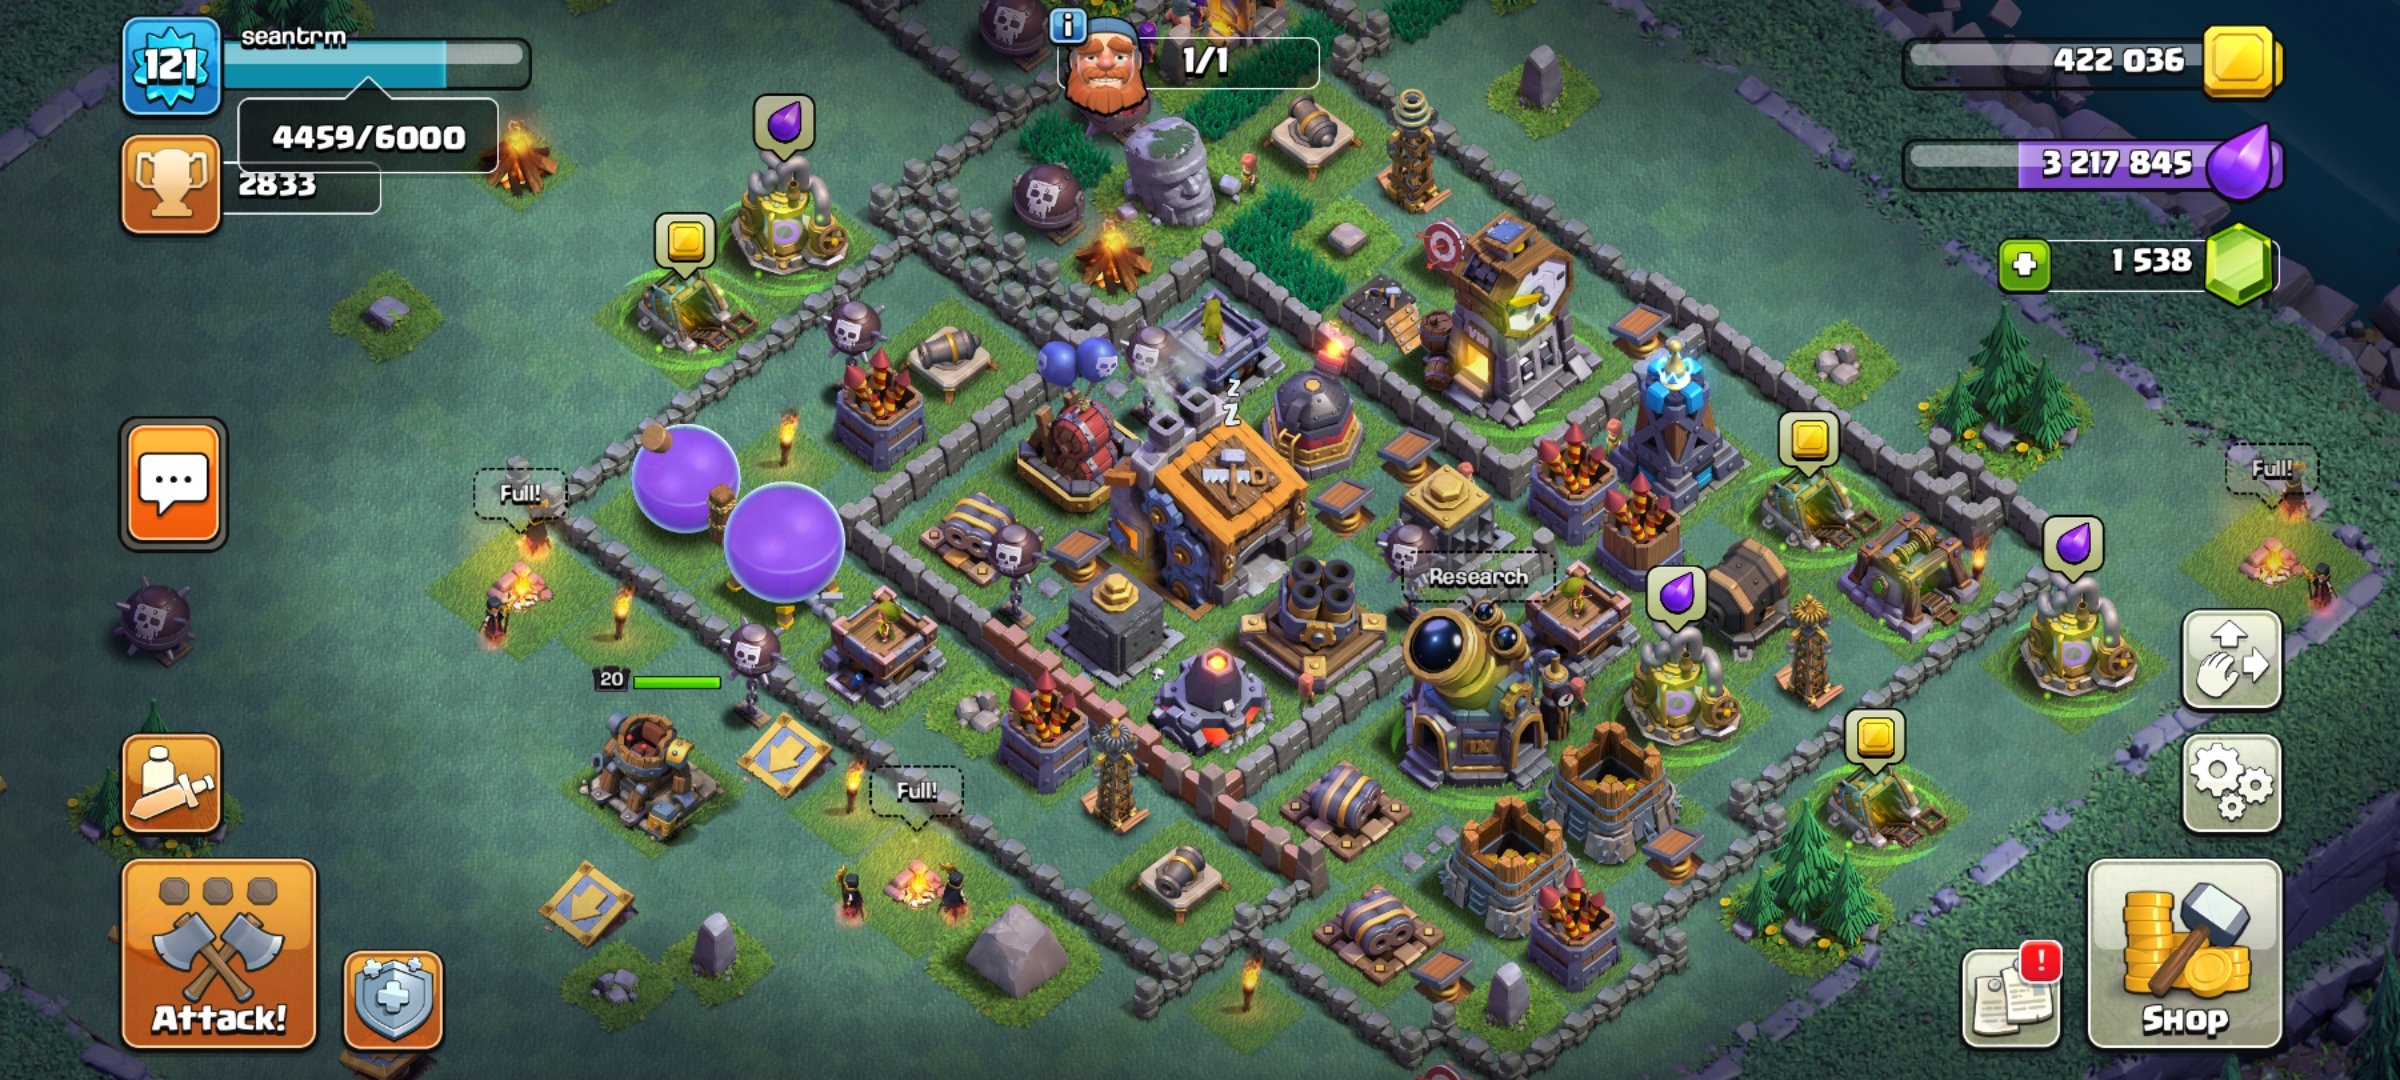 121
seantrm
4459/6000
2833
i
1/1
422 036
3 217 845
1 538
z
z
Full!
Full!
Research
20
Full!
Attack!
!
Shop